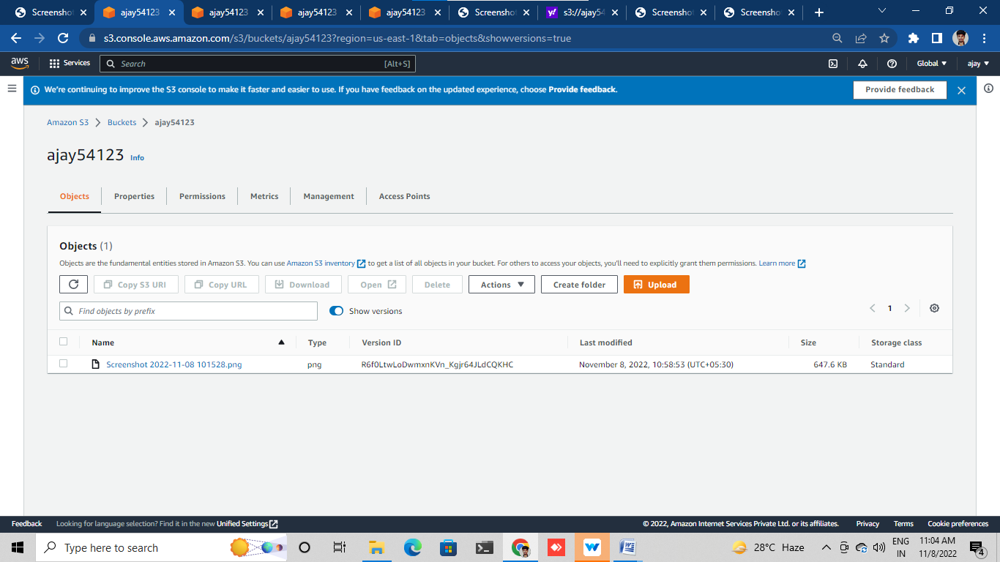 Screenshot ajay54123 ajay54123 ajay54123 ajay54123 Screenshot s3://ajay54 Screenshot Screenshot
s3.console.aws.amazon.com/s3/buckets/ajay54123?region=us-east-1&tab=objects&showversions=true
aws Services Search [Alt+S] Global ajay
We're continuing to improve the S3 console to make it faster and easier to use. If you have feedback on the updated experience, choose Provide feedback. Provide feedback
Amazon S3 Buckets ajay54123
ajay54123 Info
Objects Properties Permissions Metrics Management Access Points
Objects (1)
Objects are the fundamental entities stored in Amazon S3. You can use Amazon S3 inventory to get a list of all objects in your bucket. For others to access your objects, you'll need to explicitly grant them permissions. Learn more
Copy S3 URI Copy URL Download Open Delete Actions Create folder Upload
Find objects by prefix Show versions 1
Name Type Version ID Last modified Size Storage class
Screenshot 2022-11-08 101528.png png R6f0LtwLoDwmxnKVn_Kgjr64JLdCQKHC November 8, 2022, 10:58:53 (UTC+05:30) 647.6 KB Standard
Feedback Looking for language selection? Find it in the new Unified Settings © 2022, Amazon Internet Services Private Ltd. or its affiliates. Privacy Terms Cookie preferences
Type here to search 28°C Haze ENG 11:04 AM
IN 11/8/2022 4